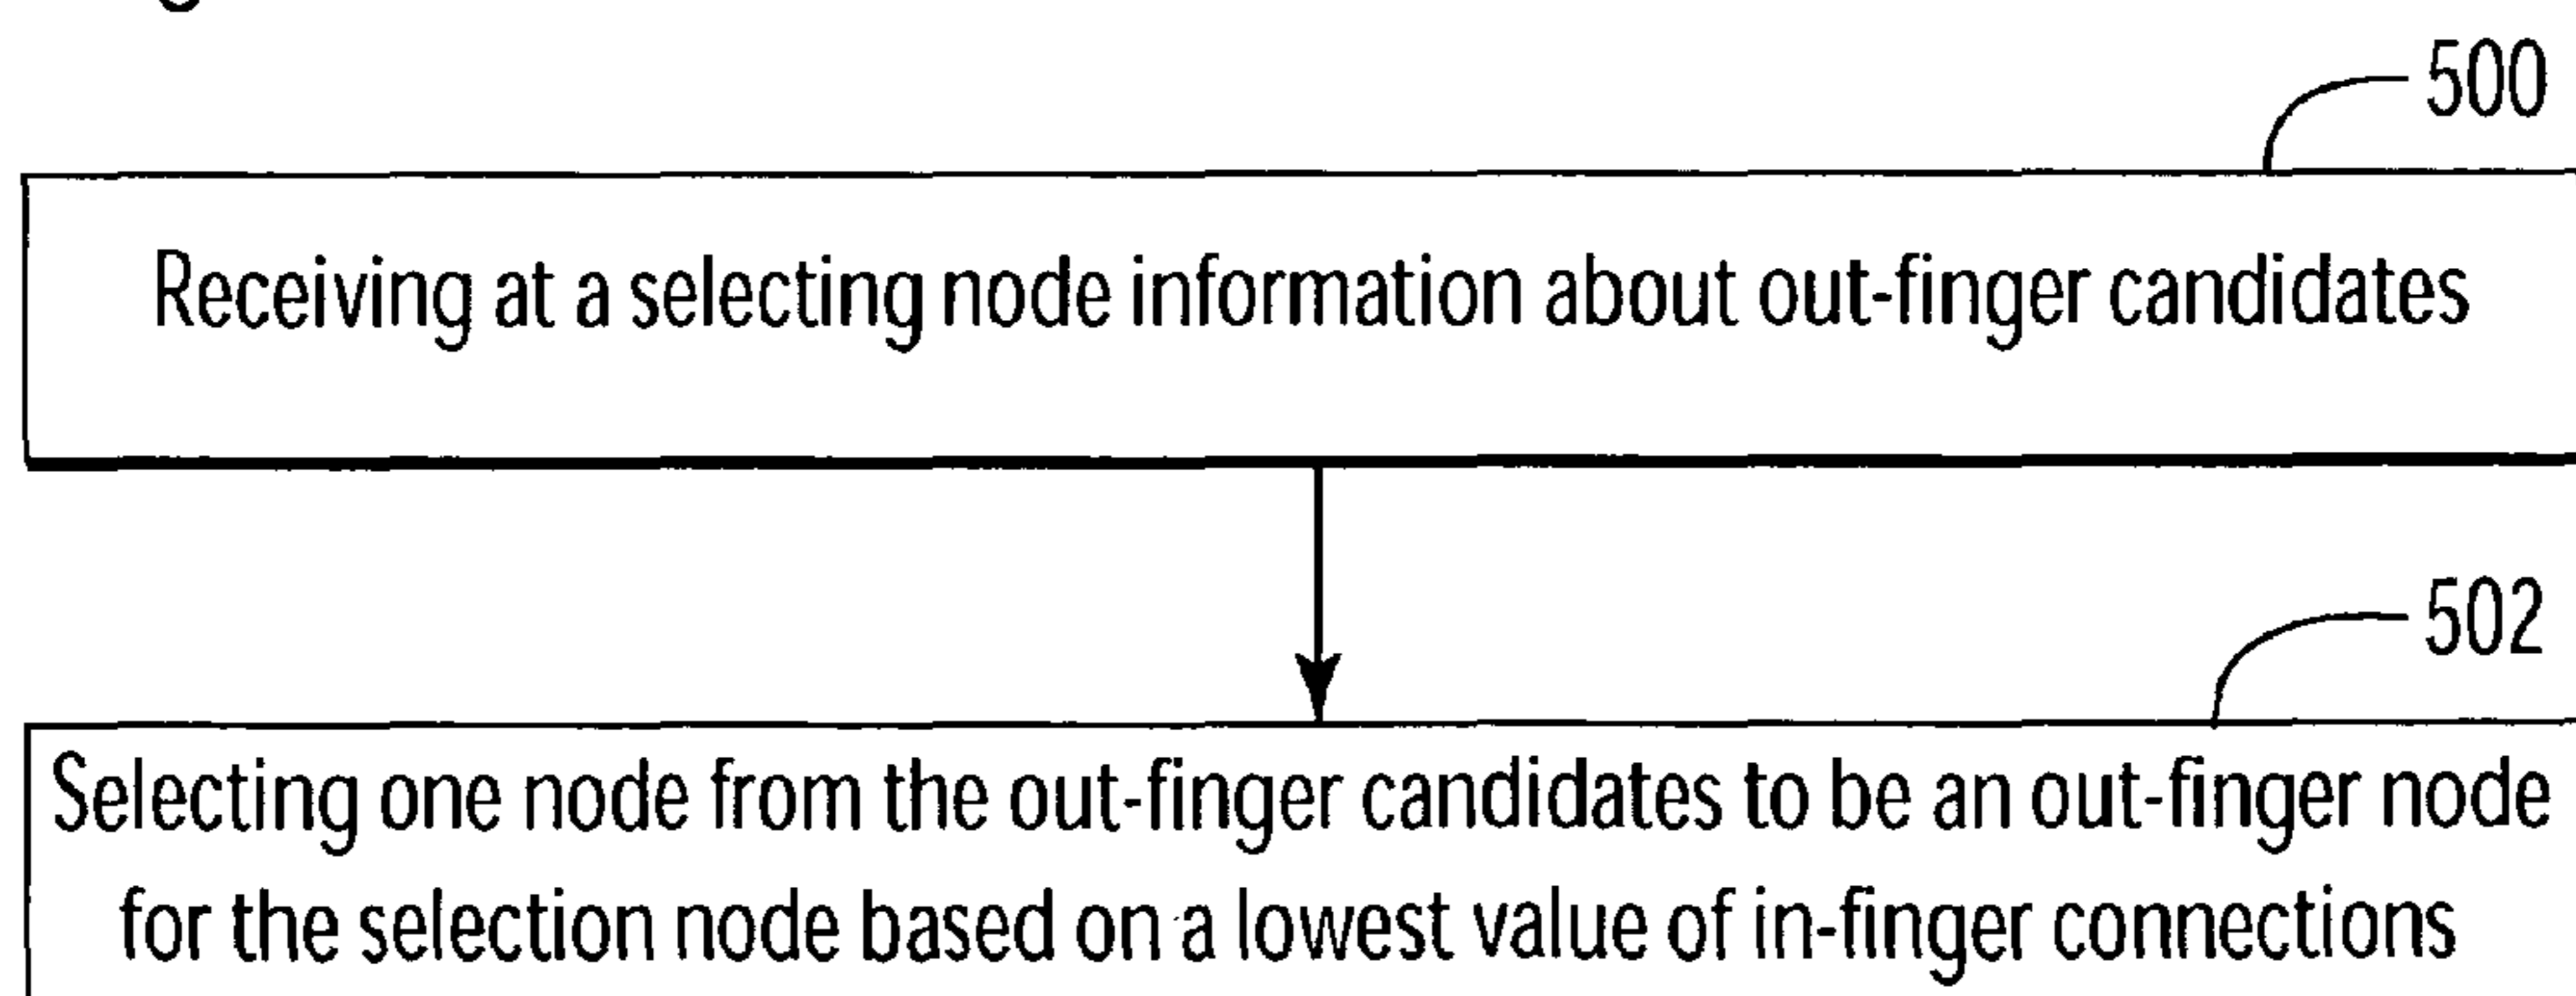 500
Receiving at a selecting node information about out-finger candidates
502
Selecting one node from the out-finger candidates to be an out-finger node
for the selection node based on a lowest value of in-finger connections